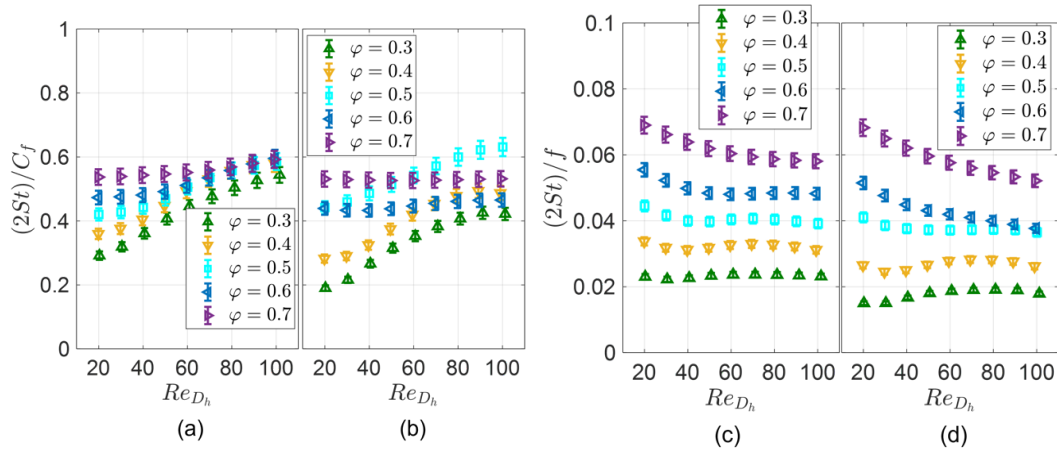 (2St)/C_f
1
0.8
0.6
0.4
0.2
0
φ = 0.3
φ = 0.4
φ = 0.5
φ = 0.6
φ = 0.7
20 40 60 80 100
Re_{D_h}
(a)
φ = 0.3
φ = 0.4
φ = 0.5
φ = 0.6
φ = 0.7
20 40 60 80 100
Re_{D_h}
(b)
(2St)/f
0.1
0.08
0.06
0.04
0.02
0
φ = 0.3
φ = 0.4
φ = 0.5
φ = 0.6
φ = 0.7
20 40 60 80 100
Re_{D_h}
(c)
φ = 0.3
φ = 0.4
φ = 0.5
φ = 0.6
φ = 0.7
20 40 60 80 100
Re_{D_h}
(d)